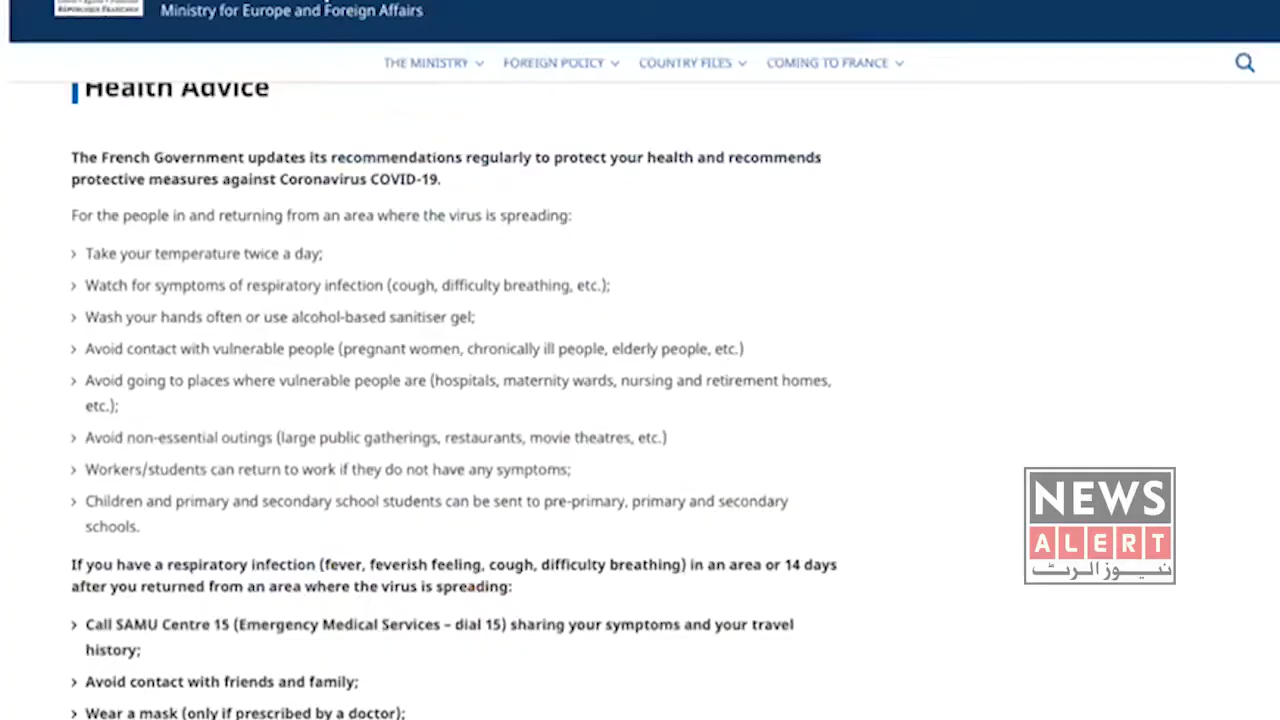 RÉPUBLIQUE FRANÇAISE
Ministry for Europe and Foreign Affairs
THE MINISTRY
FOREIGN POLICY
COUNTRY FILES
COMING TO FRANCE
Health Advice
The French Government updates its recommendations regularly to protect your health and recommends
protective measures against Coronavirus COVID-19.
For the people in and returning from an area where the virus is spreading:
› Take your temperature twice a day;
› Watch for symptoms of respiratory infection (cough, difficulty breathing, etc.);
› Wash your hands often or use alcohol-based sanitiser gel;
› Avoid contact with vulnerable people (pregnant women, chronically ill people, elderly people, etc.)
› Avoid going to places where vulnerable people are (hospitals, maternity wards, nursing and retirement homes,
etc.);
› Avoid non-essential outings (large public gatherings, restaurants, movie theatres, etc.)
› Workers/students can return to work if they do not have any symptoms;
› Children and primary and secondary school students can be sent to pre-primary, primary and secondary
schools.
If you have a respiratory infection (fever, feverish feeling, cough, difficulty breathing) in an area or 14 days
after you returned from an area where the virus is spreading:
› Call SAMU Centre 15 (Emergency Medical Services – dial 15) sharing your symptoms and your travel
history;
› Avoid contact with friends and family;
› Wear a mask (only if prescribed by a doctor);
NEWS
ALERT
نیوز الرٹ